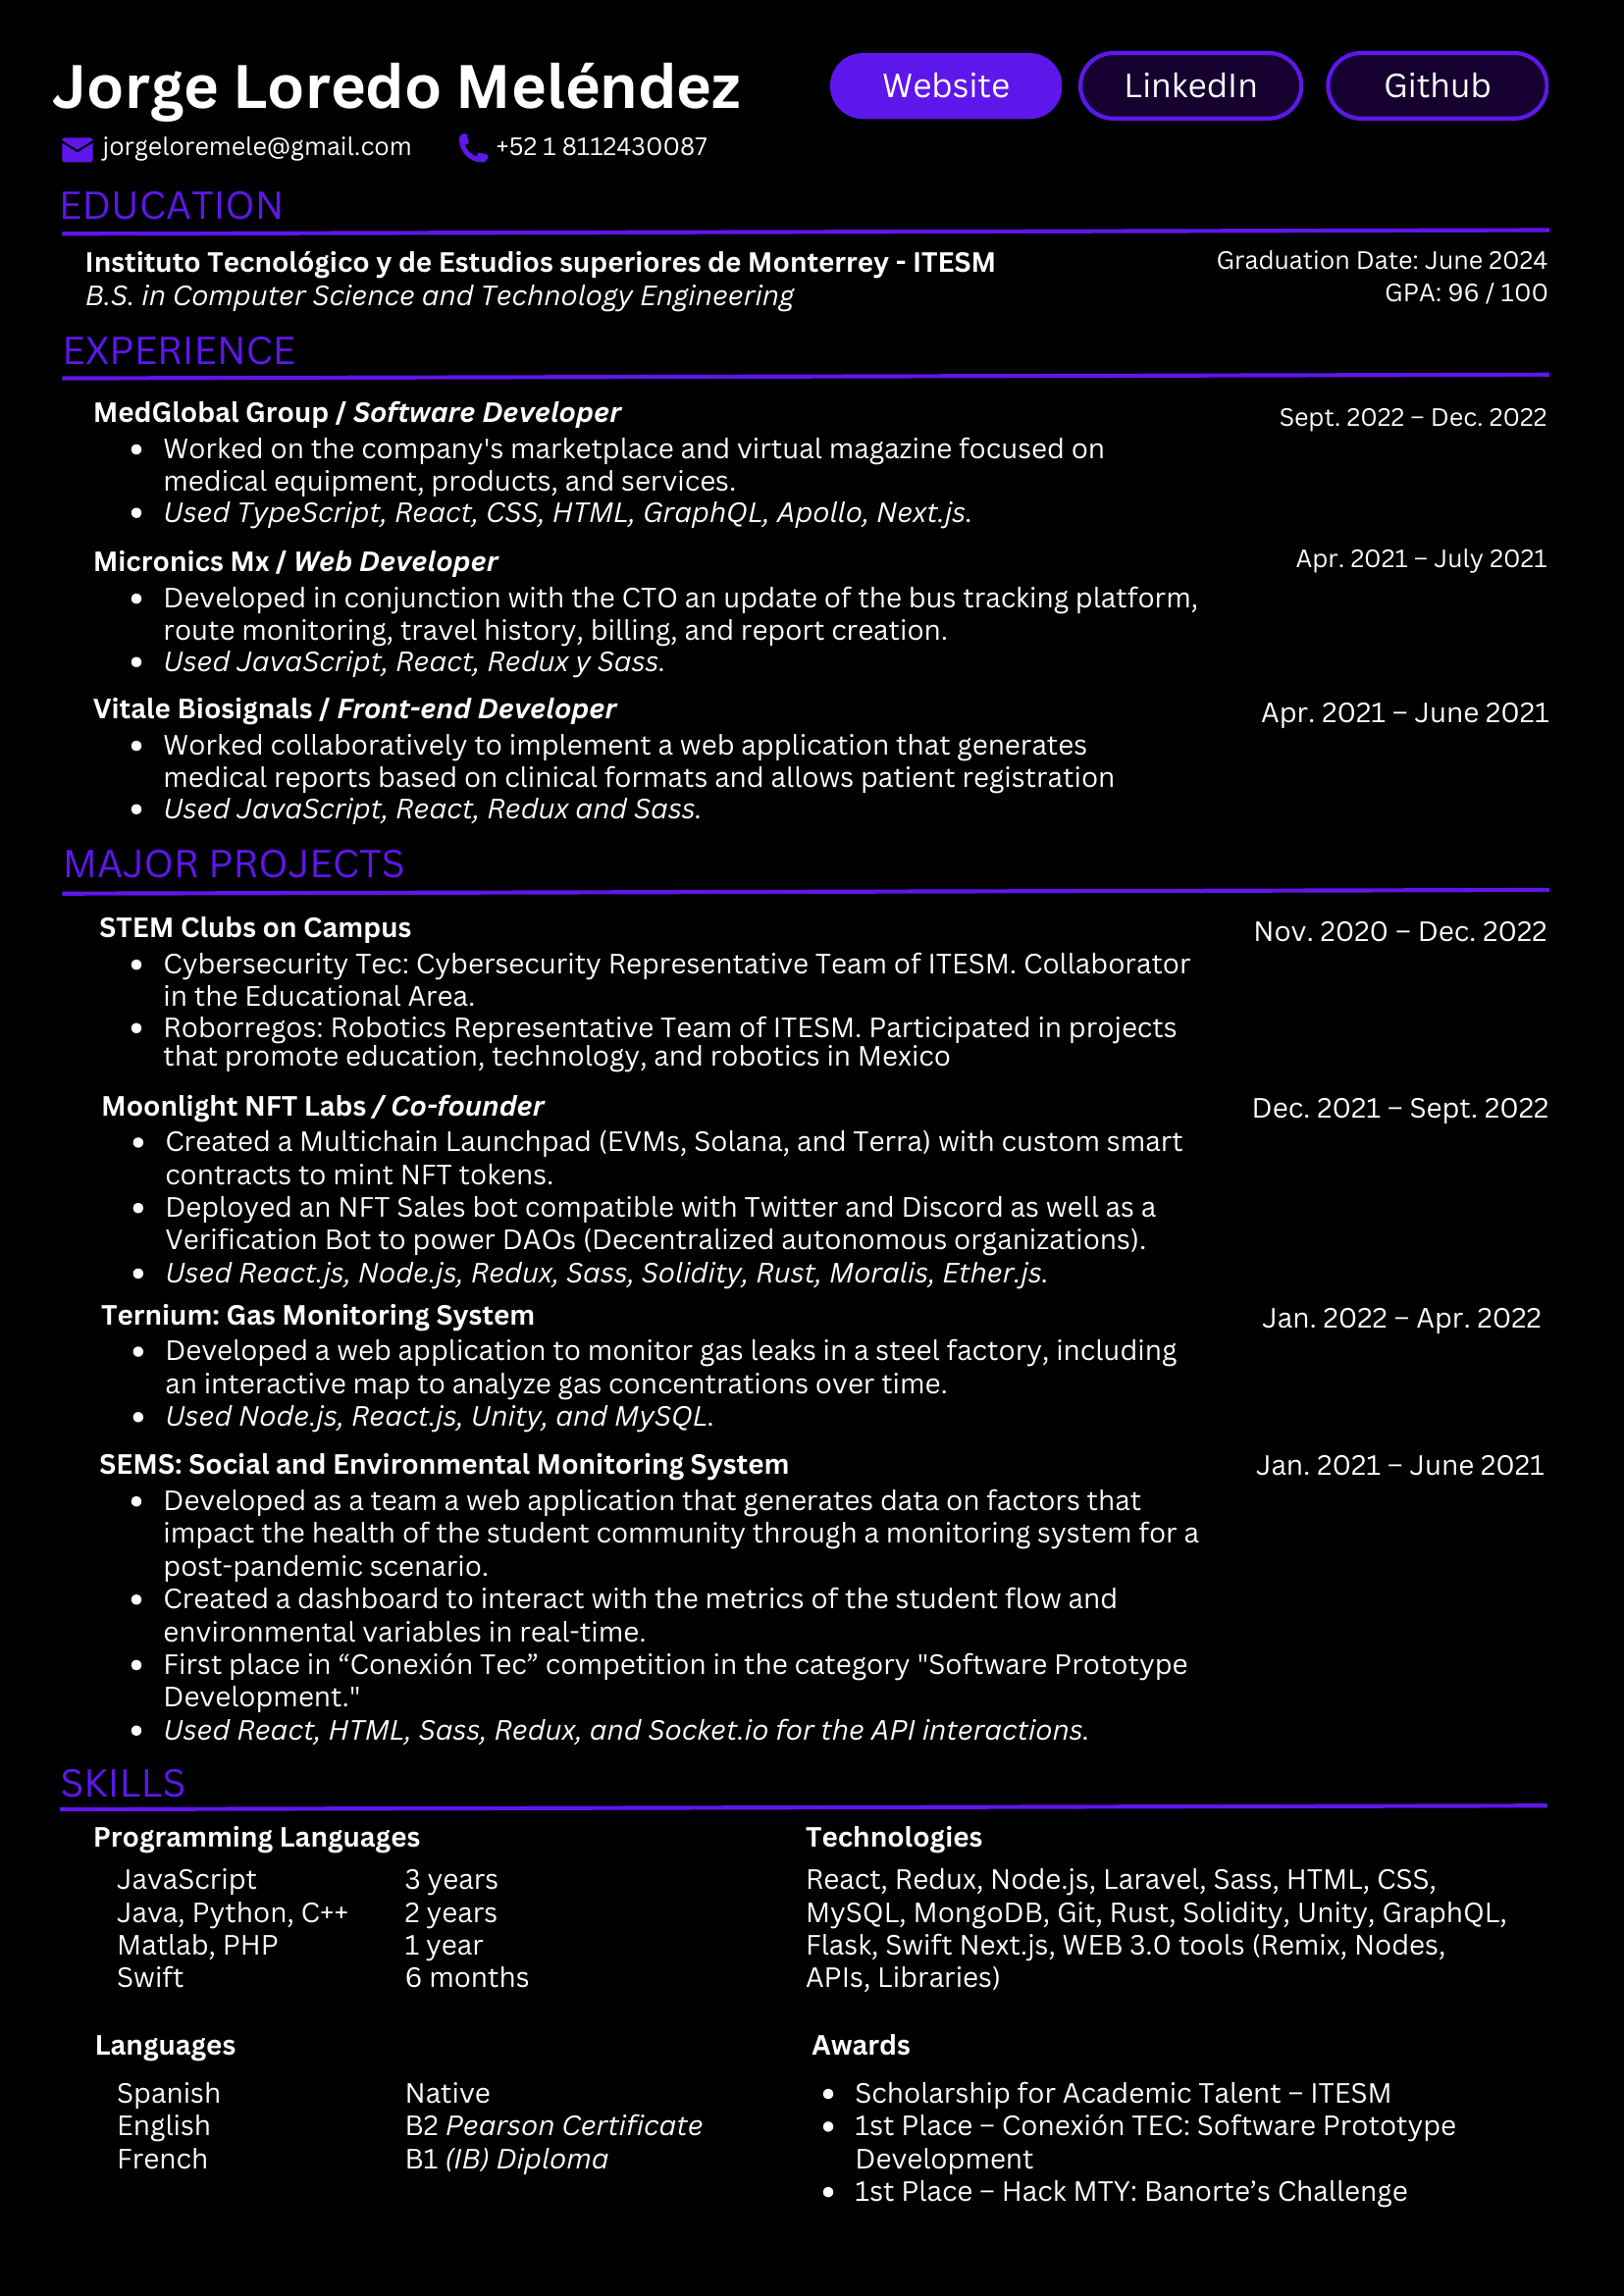 Jorge Loredo Meléndez
Website LinkedIn Github
jorgeloremele@gmail.com +52 1 8112430087
EDUCATION
Instituto Tecnológico y de Estudios superiores de Monterrey - ITESM Graduation Date: June 2024
B.S. in Computer Science and Technology Engineering GPA: 96 / 100
EXPERIENCE
MedGlobal Group / Software Developer Sept. 2022 – Dec. 2022
• Worked on the company's marketplace and virtual magazine focused on
medical equipment, products, and services.
• Used TypeScript, React, CSS, HTML, GraphQL, Apollo, Next.js.
Micronics Mx / Web Developer Apr. 2021 – July 2021
• Developed in conjunction with the CTO an update of the bus tracking platform,
route monitoring, travel history, billing, and report creation.
• Used JavaScript, React, Redux y Sass.
Vitale Biosignals / Front-end Developer Apr. 2021 – June 2021
• Worked collaboratively to implement a web application that generates
medical reports based on clinical formats and allows patient registration
• Used JavaScript, React, Redux and Sass.
MAJOR PROJECTS
STEM Clubs on Campus Nov. 2020 – Dec. 2022
• Cybersecurity Tec: Cybersecurity Representative Team of ITESM. Collaborator
in the Educational Area.
• Roborregos: Robotics Representative Team of ITESM. Participated in projects
that promote education, technology, and robotics in Mexico
Moonlight NFT Labs / Co-founder Dec. 2021 – Sept. 2022
• Created a Multichain Launchpad (EVMs, Solana, and Terra) with custom smart
contracts to mint NFT tokens.
• Deployed an NFT Sales bot compatible with Twitter and Discord as well as a
Verification Bot to power DAOs (Decentralized autonomous organizations).
• Used React.js, Node.js, Redux, Sass, Solidity, Rust, Moralis, Ether.js.
Ternium: Gas Monitoring System Jan. 2022 – Apr. 2022
• Developed a web application to monitor gas leaks in a steel factory, including
an interactive map to analyze gas concentrations over time.
• Used Node.js, React.js, Unity, and MySQL.
SEMS: Social and Environmental Monitoring System Jan. 2021 – June 2021
• Developed as a team a web application that generates data on factors that
impact the health of the student community through a monitoring system for a
post-pandemic scenario.
• Created a dashboard to interact with the metrics of the student flow and
environmental variables in real-time.
• First place in “Conexión Tec” competition in the category "Software Prototype
Development."
• Used React, HTML, Sass, Redux, and Socket.io for the API interactions.
SKILLS
Programming Languages
JavaScript 3 years
Java, Python, C++ 2 years
Matlab, PHP 1 year
Swift 6 months
Technologies
React, Redux, Node.js, Laravel, Sass, HTML, CSS,
MySQL, MongoDB, Git, Rust, Solidity, Unity, GraphQL,
Flask, Swift Next.js, WEB 3.0 tools (Remix, Nodes,
APIs, Libraries)
Languages
Spanish Native
English B2 Pearson Certificate
French B1 (IB) Diploma
Awards
• Scholarship for Academic Talent – ITESM
• 1st Place – Conexión TEC: Software Prototype
Development
• 1st Place – Hack MTY: Banorte’s Challenge